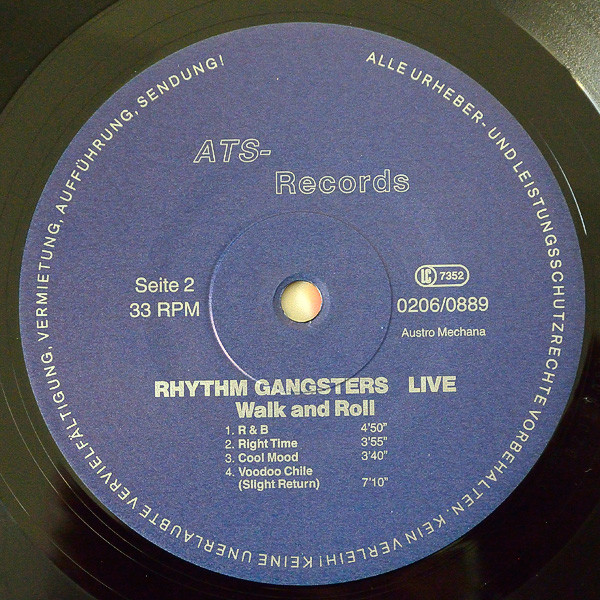 ALLE URHEBER- UND LEISTUNGSSCHUTZRECHTE VORBEHALTEN. KEIN VERLEIH! KEINE UNERLAUBTE VERVIELFÄLTIGUNG, VERMIETUNG, AUFFÜHRUNG, SENDUNG!
ATS-
Records
Seite 2
33 RPM
LC 7352
0206/0889
Austro Mechana
RHYTHM GANGSTERS LIVE
Walk and Roll
1. R & B 4'50"
2. Right Time 3'55"
3. Cool Mood 3'40"
4. Voodoo Chile
(Slight Return) 7'10"